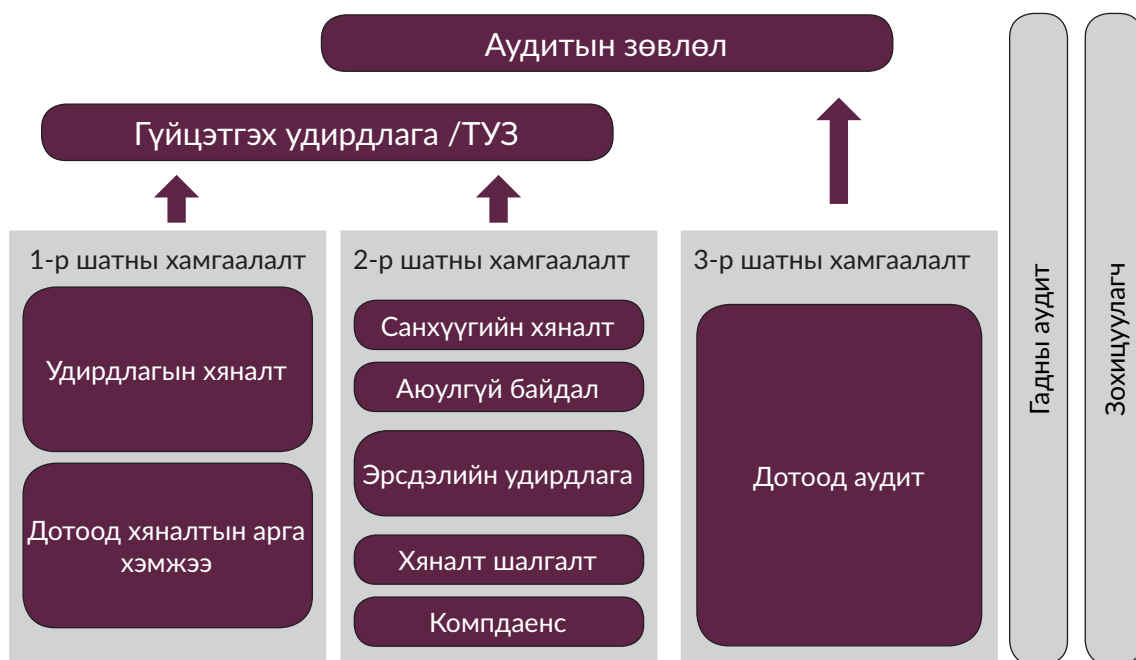 Аудитын зөвлөл
Гүйцэтгэх удирдлага /ТУЗ
1-р шатны хамгаалалт
Удирдлагын хяналт
Дотоод хяналтын арга
хэмжээ
2-р шатны хамгаалалт
Санхүүгийн хяналт
Аюулгүй байдал
Эрсдэлийн удирдлага
Хяналт шалгалт
Компдаенс
3-р шатны хамгаалалт
Дотоод аудит
Гадны аудит
Зохицуулагч